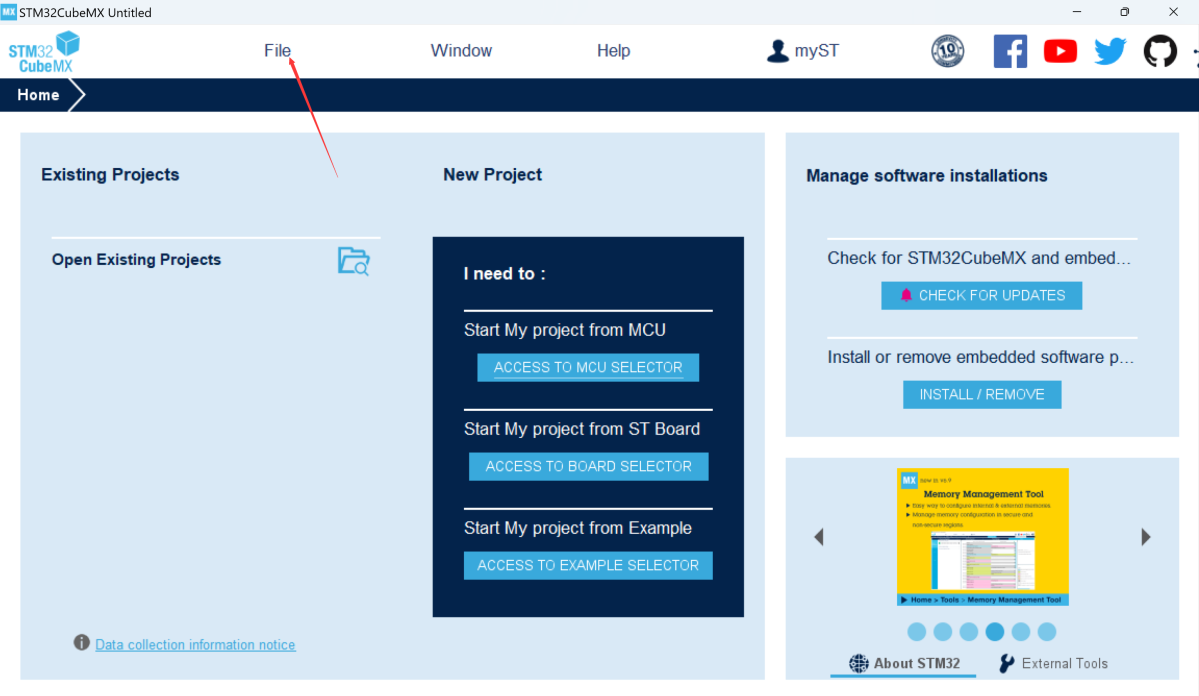 MX STM32CubeMX Untitled
STM32
CubeMX
File
Window
Help
myST
10
Home
Existing Projects
New Project
Manage software installations
Open Existing Projects
I need to :
Start My project from MCU
ACCESS TO MCU SELECTOR
Start My project from ST Board
ACCESS TO BOARD SELECTOR
Start My project from Example
ACCESS TO EXAMPLE SELECTOR
Data collection information notice
Check for STM32CubeMX and embed...
CHECK FOR UPDATES
Install or remove embedded software p...
INSTALL / REMOVE
MX
Memory Management Tool
Easy way to configure internal & external memories
Manage memory configuration in secure and
non-secure regions
Home > Tools > Memory Management Tool
About STM32
External Tools